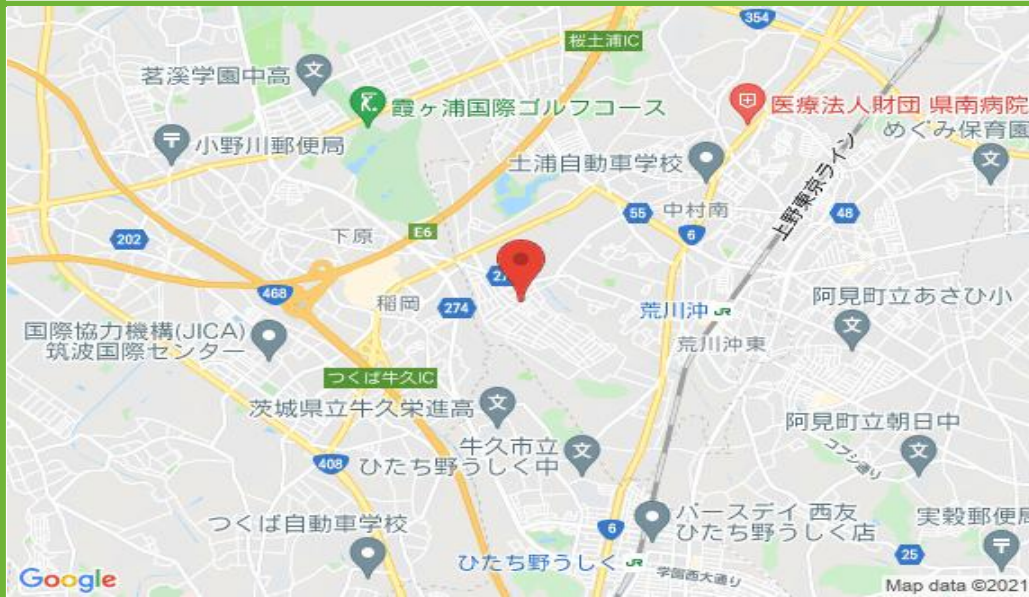 354
桜土浦IC
茗溪学園中高
霞ヶ浦国際ゴルフコース
医療法人財団 県南病院
めぐみ保育園
小野川郵便局
土浦自動車学校
上野東京ライン
55
中村南
48
202
下原
E6
6
468
稲岡
274
荒川沖 JR
阿見町立あさひ小
国際協力機構(JICA)
筑波国際センター
荒川沖東
つくば牛久IC
茨城県立牛久栄進高
阿見町立朝日中
牛久市立
ひたち野うしく中
コブシ通り
408
バースデイ 西友
ひたち野うしく店
つくば自動車学校
6
実穀郵便局
25
ひたち野うしく JR
学園西大通り
Google
Map data ©2021